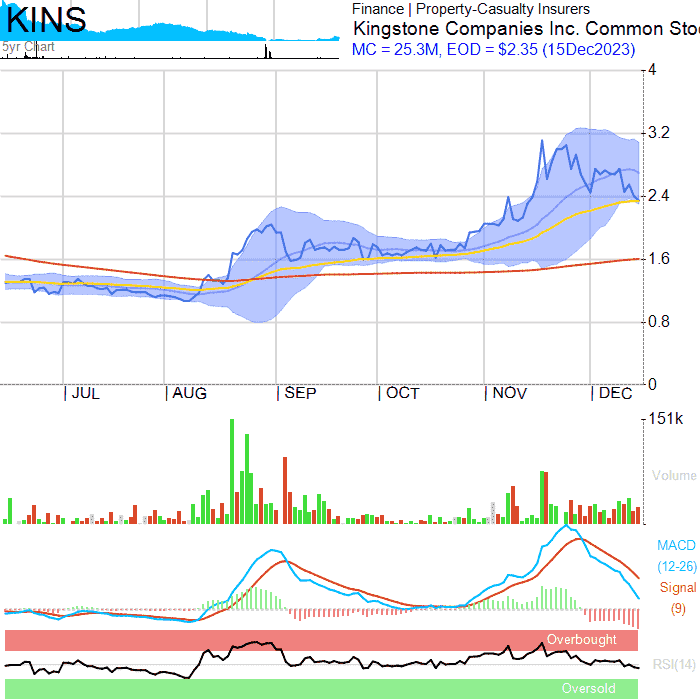 KINS
5yr Chart
Finance | Property-Casualty Insurers
Kingstone Companies Inc. Common Sto
MC = 25.3M, EOD = $2.35 (15Dec2023)
4
3.2
2.4
1.6
0.8
0
JUL
AUG
SEP
OCT
NOV
DEC
151k
Volume
MACD
(12-26)
Signal
(9)
Overbought
RSI(14)
Oversold